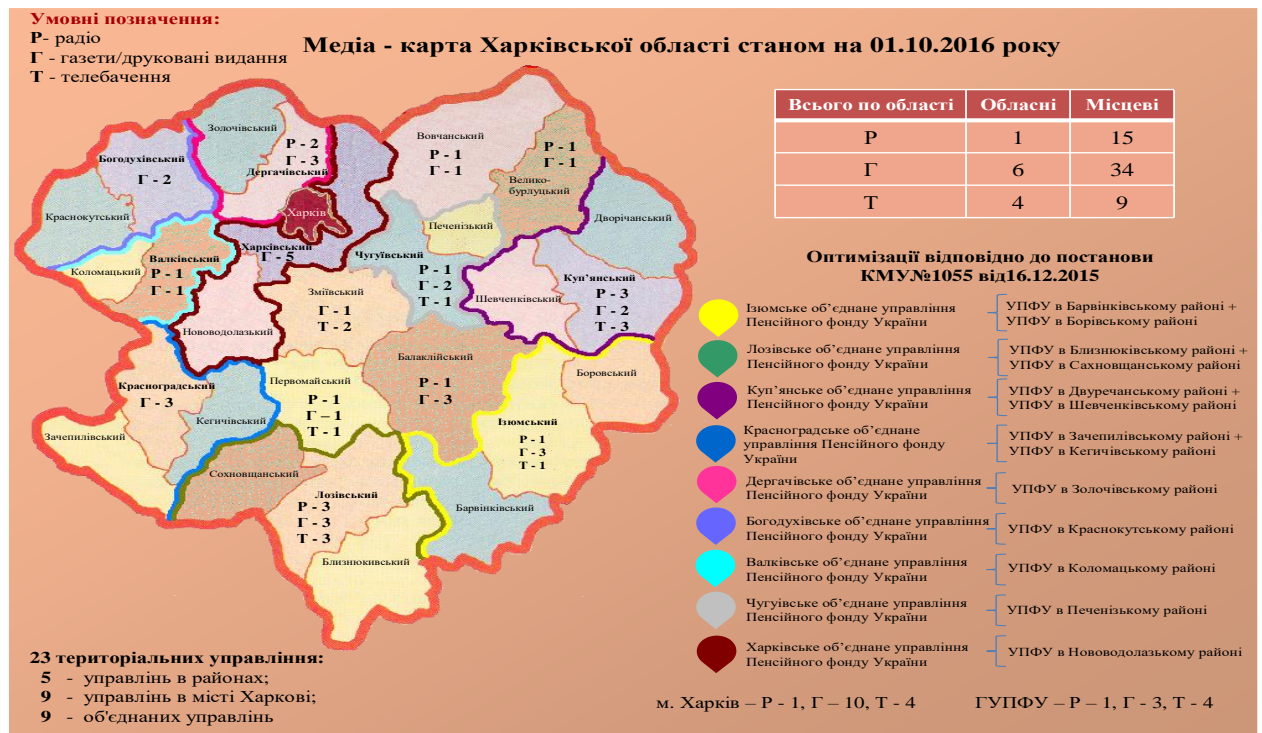 Умовні позначення:
Р- радіо
Г - газети/друковані видання
Т - телебачення
Медіа - карта Харківської області станом на 01.10.2016 року
Всього по області Обласні Місцеві
Р 1 15
Г 6 34
Т 4 9
Золочівський
Р - 2
Г - 3
Дергачівський
Богодухівський
Г - 2
Краснокутський
Вовчанський
Р - 1
Г - 1
Р - 1
Г - 1
Велико-
бурлуцький
Дворічанський
Печенізький
Харків
Харківський
Г - 5
Валківський
Р - 1
Г - 1
Коломацький
Чугуївський
Р - 1
Г - 2
Т - 1
Шевченківський
Куп’янський
Р - 3
Г - 2
Т - 3
Зміївський
Г - 1
Т - 2
Нововодолазький
Балаклійський
Р - 1
Г - 3
Боровський
Первомайський
Р - 1
Г – 1
Т - 1
Красноградський
Г - 3
Кегичівський
Зачепилівський
Ізюмський
Р - 1
Г - 3
Т - 1
Сохновщанський
Лозівський
Р - 3
Г - 3
Т - 3
Барвінківський
Близнюкивський
Оптимізації відповідно до постанови
КМУ№1055 від16.12.2015
Ізюмське об’єднане управління
Пенсійного фонду України
УПФУ в Барвінківському районі +
УПФУ в Борівському районі
Лозівське об’єднане управління
Пенсійного фонду України
УПФУ в Близнюківському районі +
УПФУ в Сахновщанському районі
Куп’янське об’єднане управління
Пенсійного фонду України
УПФУ в Двуречанському районі +
УПФУ в Шевченківському районі
Красноградське об’єднане
управління Пенсійного фонду
України
УПФУ в Зачепилівському районі +
УПФУ в Кегичівському районі
Дергачівське об’єднане управління
Пенсійного фонду України
УПФУ в Золочівському районі
Богодухівське об’єднане управління
Пенсійного фонду України
УПФУ в Краснокутському районі
Валківське об’єднане управління
Пенсійного фонду України
УПФУ в Коломацькому районі
Чугуївське об’єднане управління
Пенсійного фонду України
УПФУ в Печенізькому районі
Харківське об’єднане управління
Пенсійного фонду України
УПФУ в Нововодолазькому районі
23 територіальних управління:
5 - управлінь в районах;
9 - управлінь в місті Харкові;
9 - об'єднаних управлінь
м. Харків – Р - 1, Г – 10, Т - 4 ГУПФУ – Р – 1, Г - 3, Т - 4